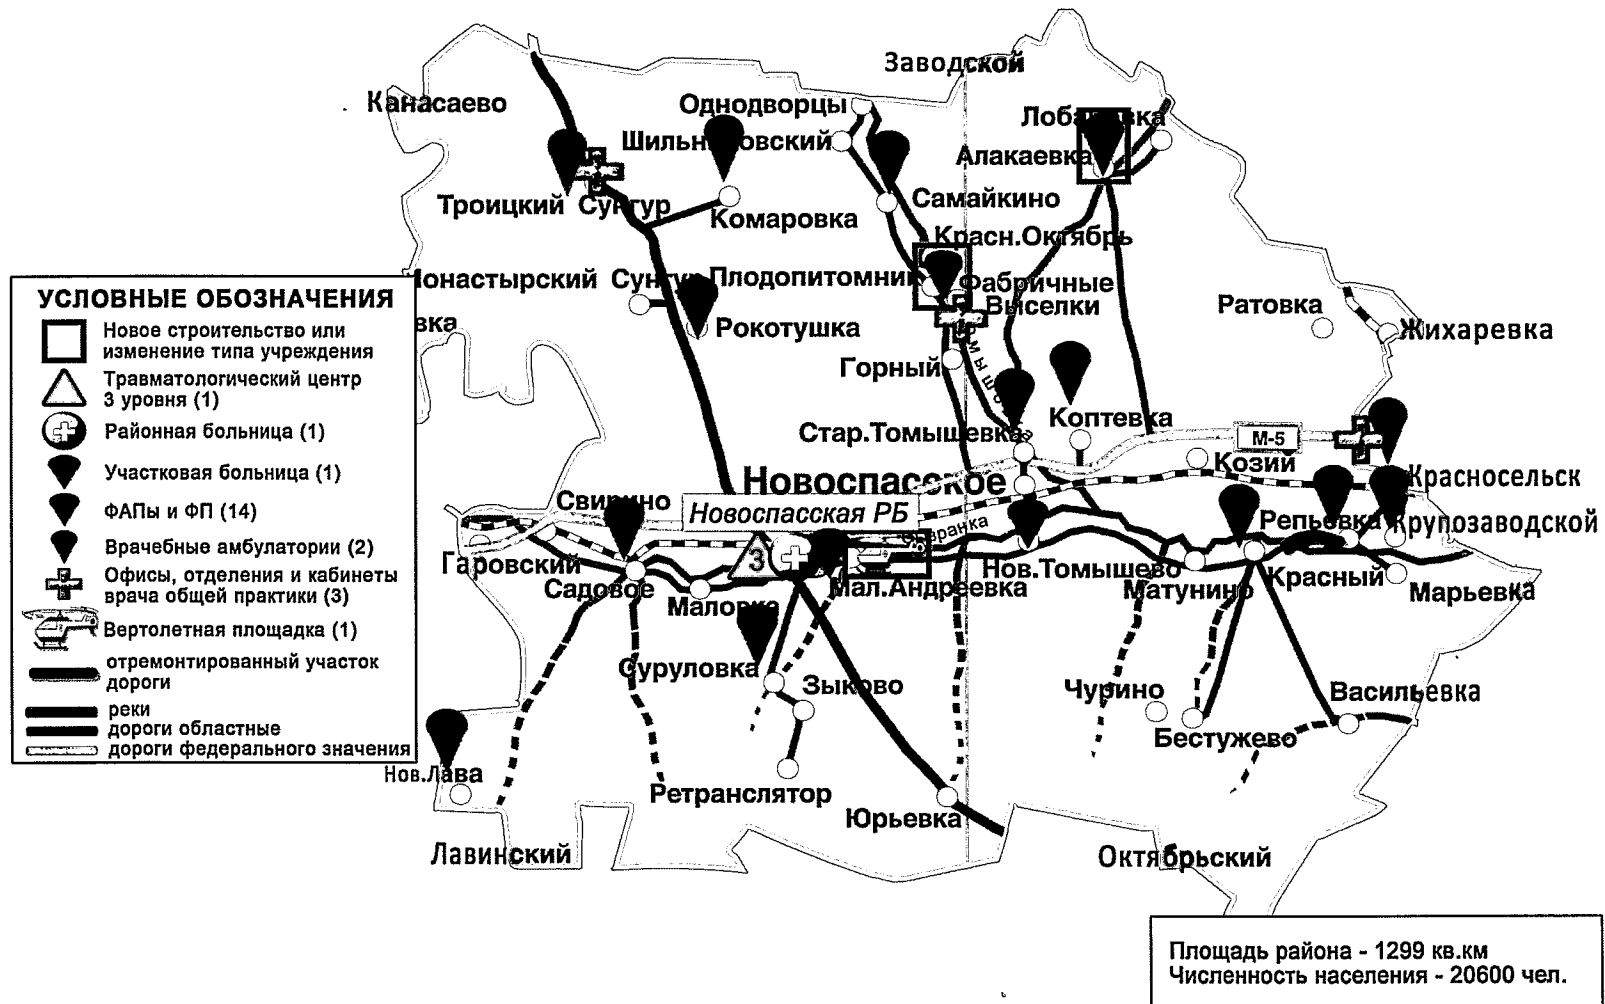 Заводской
Канасаево
Однодворцы
Шильниковский
Алакаевка
Троицкий Сунгур
Комаровка
Самайкино
Красн.Октябрь
Сунгур
Плодопитомник
Фабричные
Выселки
Рокотушка
Ратовка
Жихаревка
Горный
Коптевка
Стар.Томышевка
М-5
Козий
Новоспасское
Красносельск
Свирино
Новоспасская РБ
Репьевка
Крупозаводской
Гаровский
3
Нов.Томышево
Садовое
Мал.Андреевка
Матунино
Красный
Марьевка
Маловка
Суруловка
Зыково
Чурино
Васильевка
Бестужево
Нов.Лава
Ретранслятор
Юрьевка
Лавинский
Октябрьский
УСЛОВНЫЕ ОБОЗНАЧЕНИЯ
Новое строительство или
изменение типа учреждения
Травматологический центр
3 уровня (1)
Районная больница (1)
Участковая больница (1)
ФАПы и ФП (14)
Врачебные амбулатории (2)
Офисы, отделения и кабинеты
врача общей практики (3)
Вертолетная площадка (1)
отремонтированный участок
дороги
реки
дороги областные
дороги федерального значения
Площадь района - 1299 кв.км
Численность населения - 20600 чел.